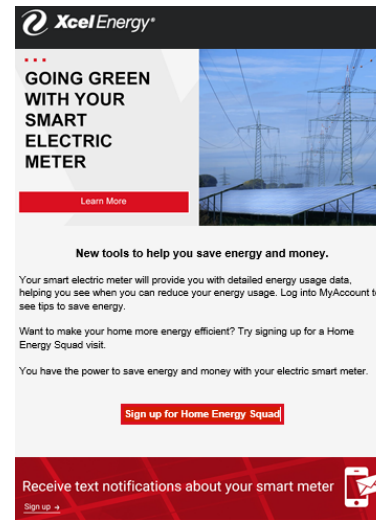 Xcel Energy®
GOING GREEN
WITH YOUR
SMART
ELECTRIC
METER
Learn More
New tools to help you save energy and money.
Your smart electric meter will provide you with detailed energy usage data,
helping you see when you can reduce your energy usage. Log into MyAccount to
see tips to save energy.
Want to make your home more energy efficient? Try signing up for a Home
Energy Squad visit.
You have the power to save energy and money with your electric smart meter.
Sign up for Home Energy Squad
Receive text notifications about your smart meter
Sign up →